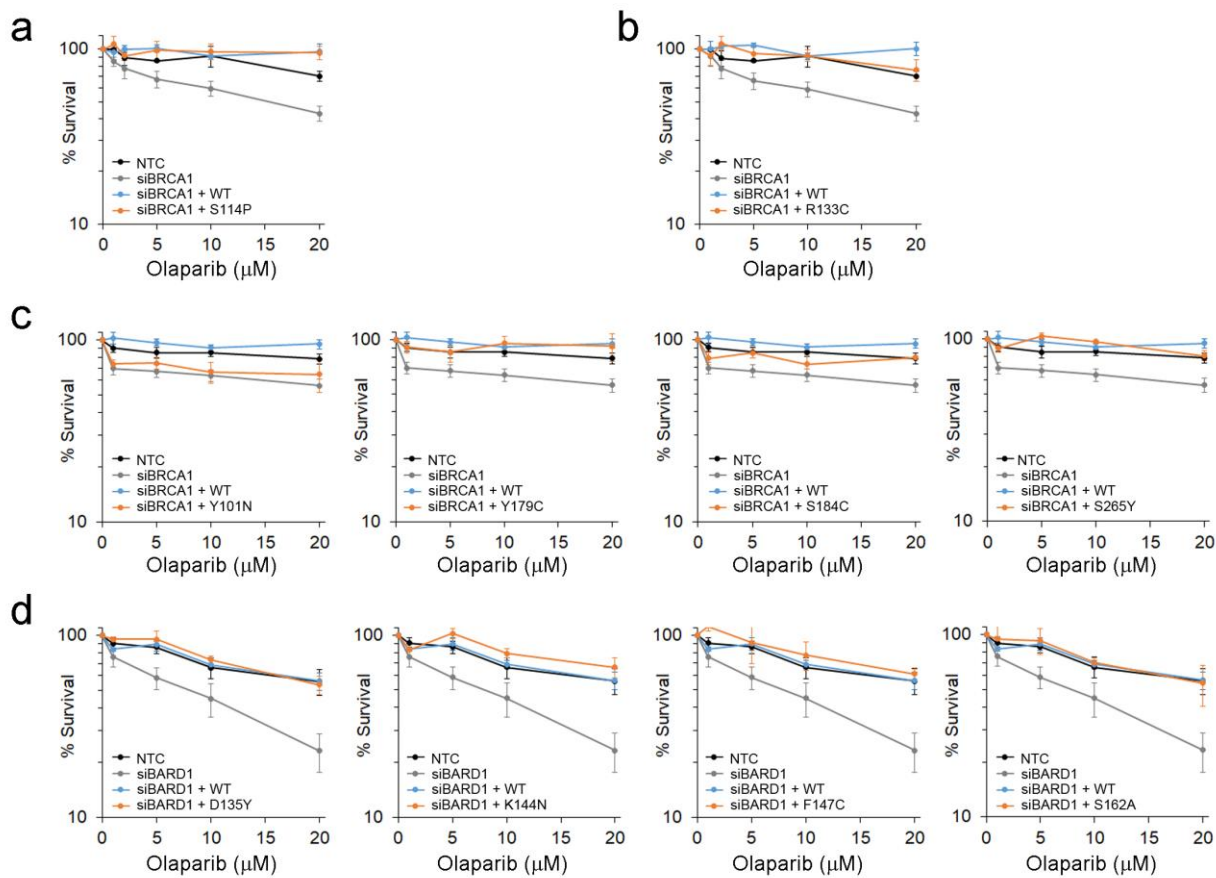 a
100
10
% Survival
NTC
siBRCA1
siBRCA1 + WT
siBRCA1 + S114P
0 5 10 15 20
Olaparib (μM)
b
100
10
% Survival
NTC
siBRCA1
siBRCA1 + WT
siBRCA1 + R133C
0 5 10 15 20
Olaparib (μM)
c
100
10
% Survival
NTC
siBRCA1
siBRCA1 + WT
siBRCA1 + Y101N
0 5 10 15 20
Olaparib (μM)
100
10
% Survival
NTC
siBRCA1
siBRCA1 + WT
siBRCA1 + Y179C
0 5 10 15 20
Olaparib (μM)
100
10
% Survival
NTC
siBRCA1
siBRCA1 + WT
siBRCA1 + S184C
0 5 10 15 20
Olaparib (μM)
100
10
% Survival
NTC
siBRCA1
siBRCA1 + WT
siBRCA1 + S265Y
0 5 10 15 20
Olaparib (μM)
d
100
10
% Survival
NTC
siBARD1
siBARD1 + WT
siBARD1 + D135Y
0 5 10 15 20
Olaparib (μM)
100
10
% Survival
NTC
siBARD1
siBARD1 + WT
siBARD1 + K144N
0 5 10 15 20
Olaparib (μM)
100
10
% Survival
NTC
siBARD1
siBARD1 + WT
siBARD1 + F147C
0 5 10 15 20
Olaparib (μM)
100
10
% Survival
NTC
siBARD1
siBARD1 + WT
siBARD1 + S162A
0 5 10 15 20
Olaparib (μM)